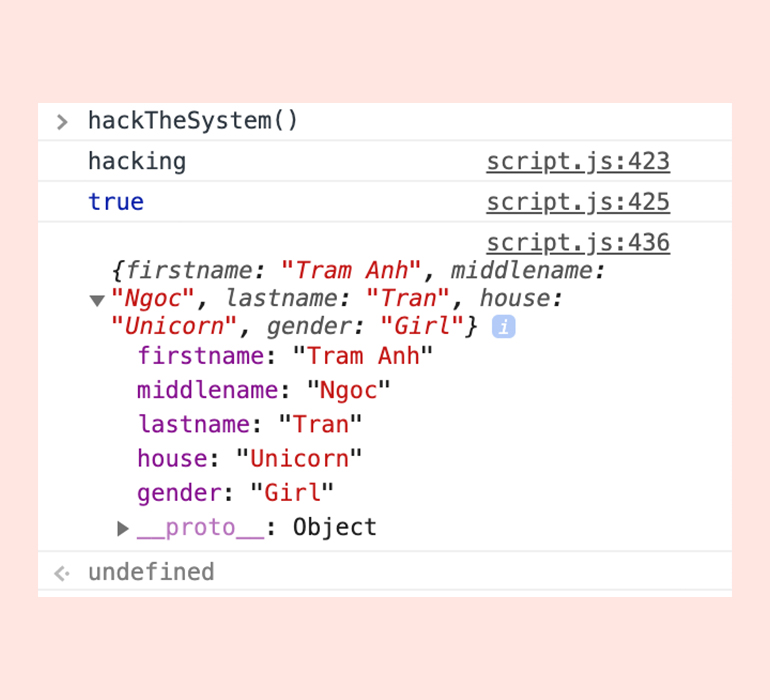 hackTheSystem()
hacking script.js:423
true script.js:425
script.js:436
{firstname: "Tram Anh", middlename:
"Ngoc", lastname: "Tran", house:
"Unicorn", gender: "Girl"} i
firstname: "Tram Anh"
middlename: "Ngoc"
lastname: "Tran"
house: "Unicorn"
gender: "Girl"
__proto__: Object
undefined